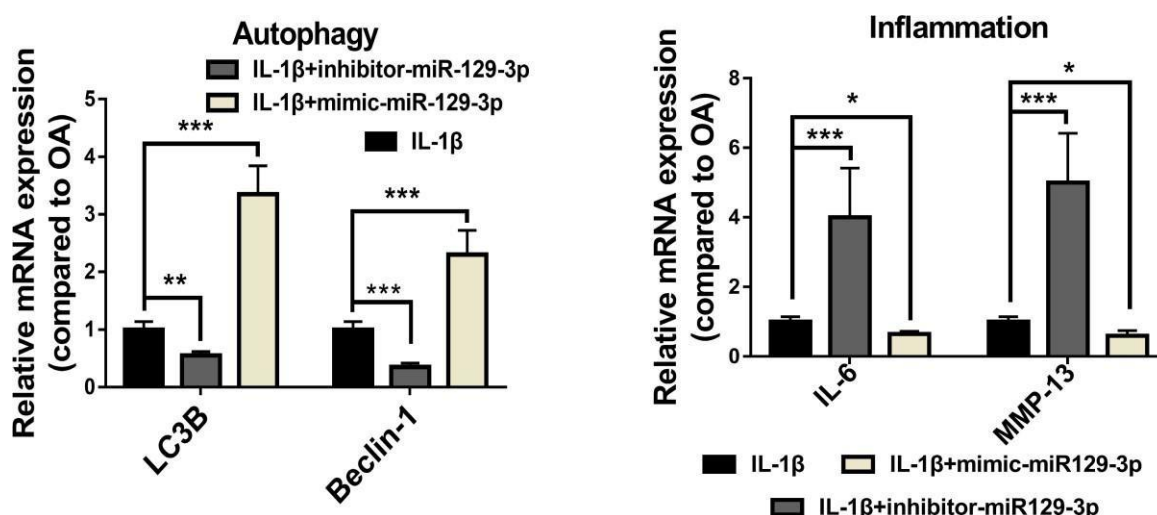 Autophagy
IL-1β+inhibitor-miR-129-3p
IL-1β+mimic-miR-129-3p
IL-1β
Relative mRNA expression
(compared to OA)
5
4
3
2
1
0
***
**
***
***
LC3B
Beclin-1
Inflammation
Relative mRNA expression
(compared to OA)
8
6
4
2
0
*
***
*
***
IL-6
MMP-13
IL-1β
IL-1β+mimic-miR129-3p
IL-1β+inhibitor-miR129-3p